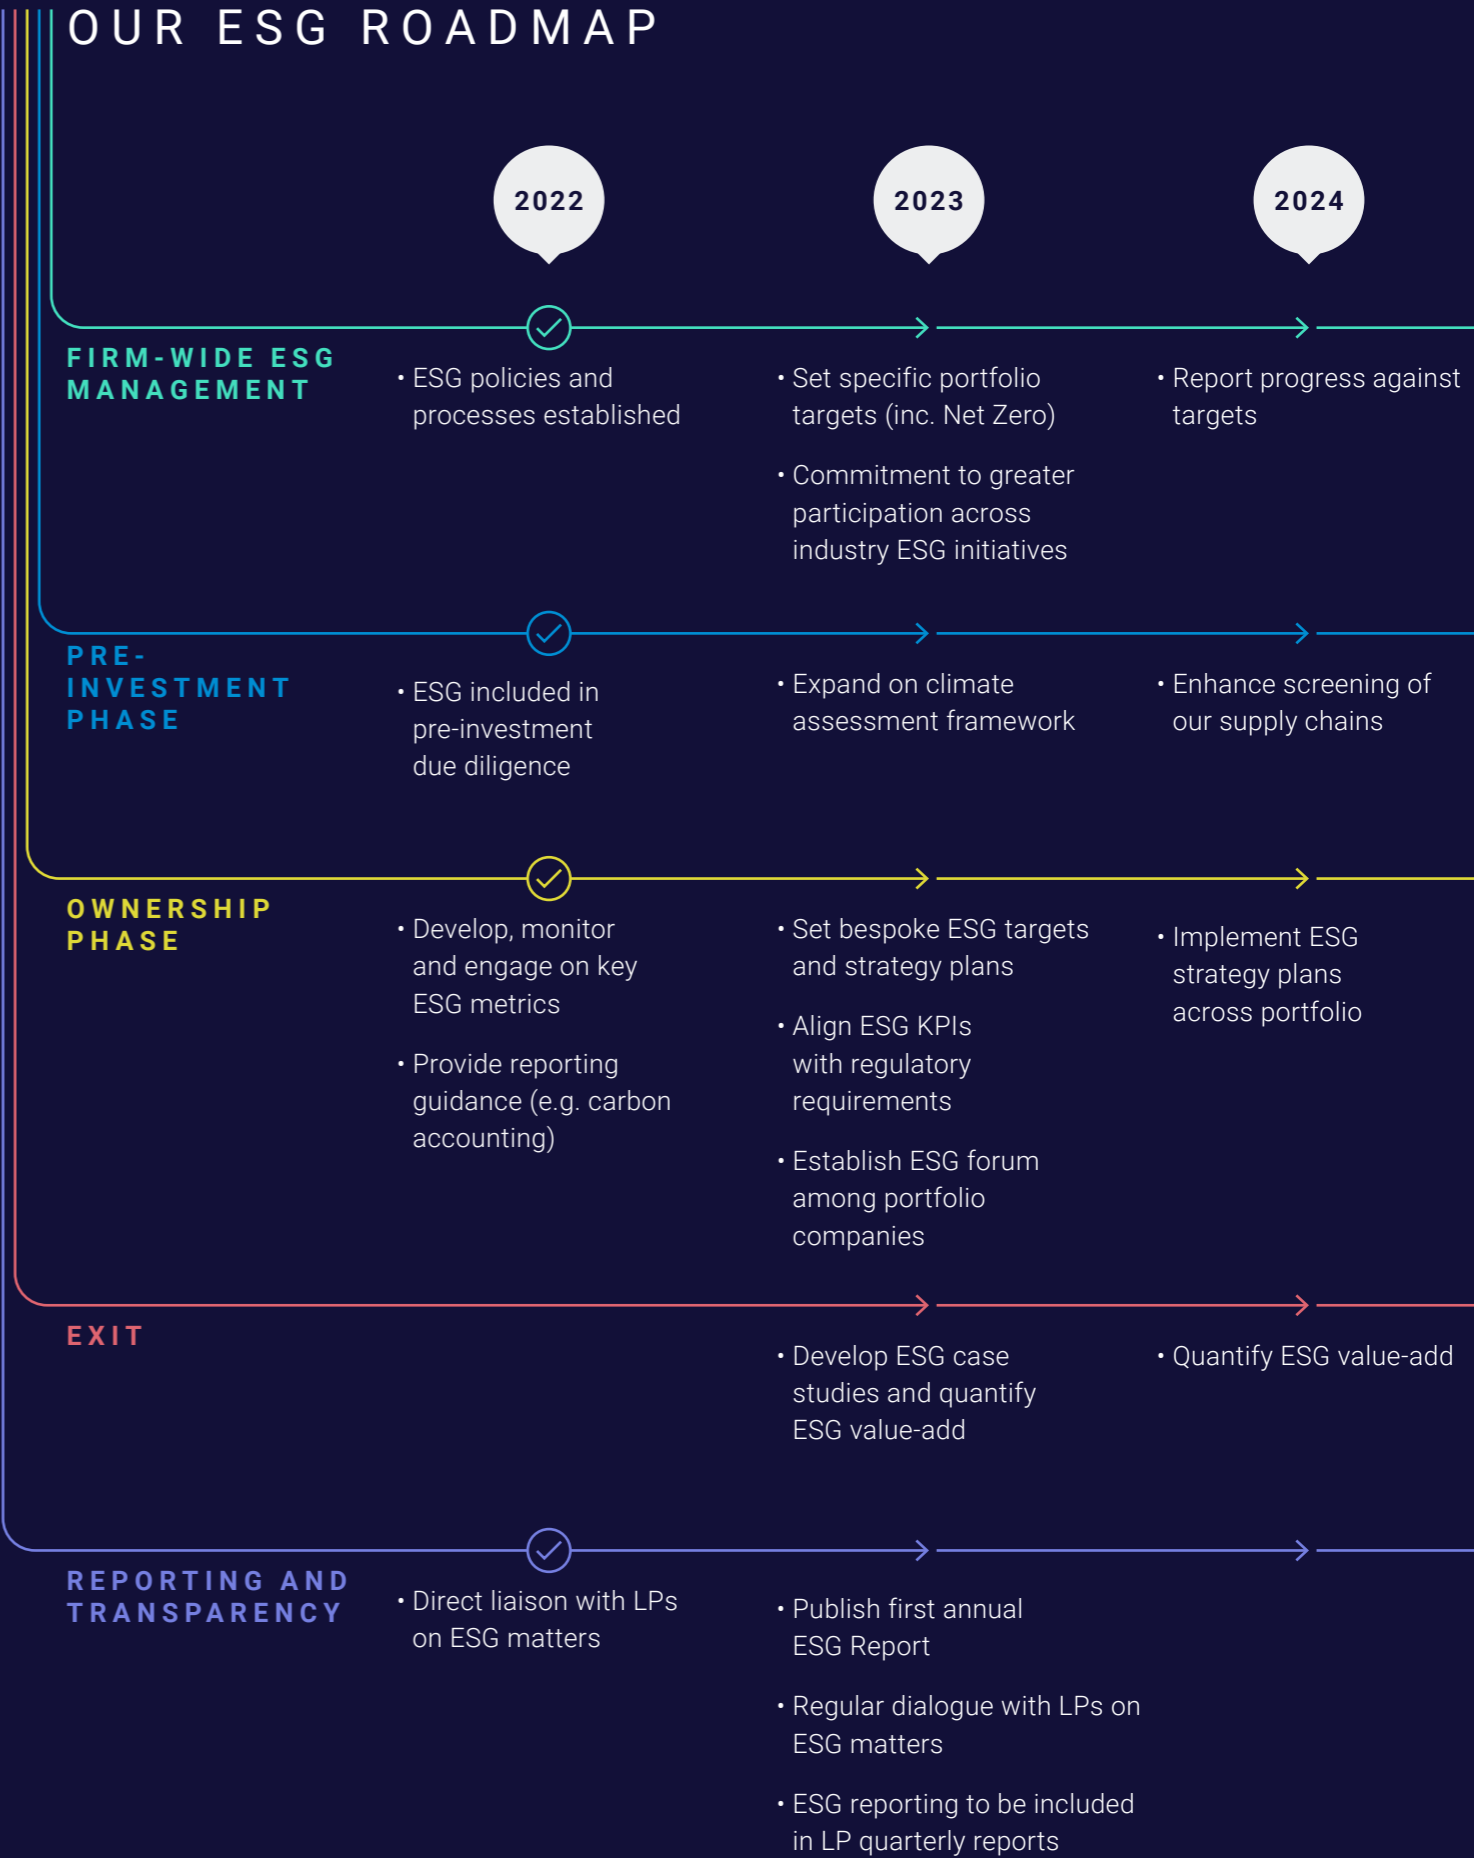 OUR ESG ROADMAP
2022
2023
2024
FIRM-WIDE ESG
MANAGEMENT
• ESG policies and
processes established
• Set specific portfolio
targets (inc. Net Zero)
• Commitment to greater
participation across
industry ESG initiatives
• Report progress against
targets
PRE-
INVESTMENT
PHASE
• ESG included in
pre-investment
due diligence
• Expand on climate
assessment framework
• Enhance screening of
our supply chains
OWNERSHIP
PHASE
• Develop, monitor
and engage on key
ESG metrics
• Provide reporting
guidance (e.g. carbon
accounting)
• Set bespoke ESG targets
and strategy plans
• Align ESG KPIs
with regulatory
requirements
• Establish ESG forum
among portfolio
companies
• Implement ESG
strategy plans
across portfolio
EXIT
• Develop ESG case
studies and quantify
ESG value-add
• Quantify ESG value-add
REPORTING AND
TRANSPARENCY
• Direct liaison with LPs
on ESG matters
• Publish first annual
ESG Report
• Regular dialogue with LPs on
ESG matters
• ESG reporting to be included
in LP quarterly reports